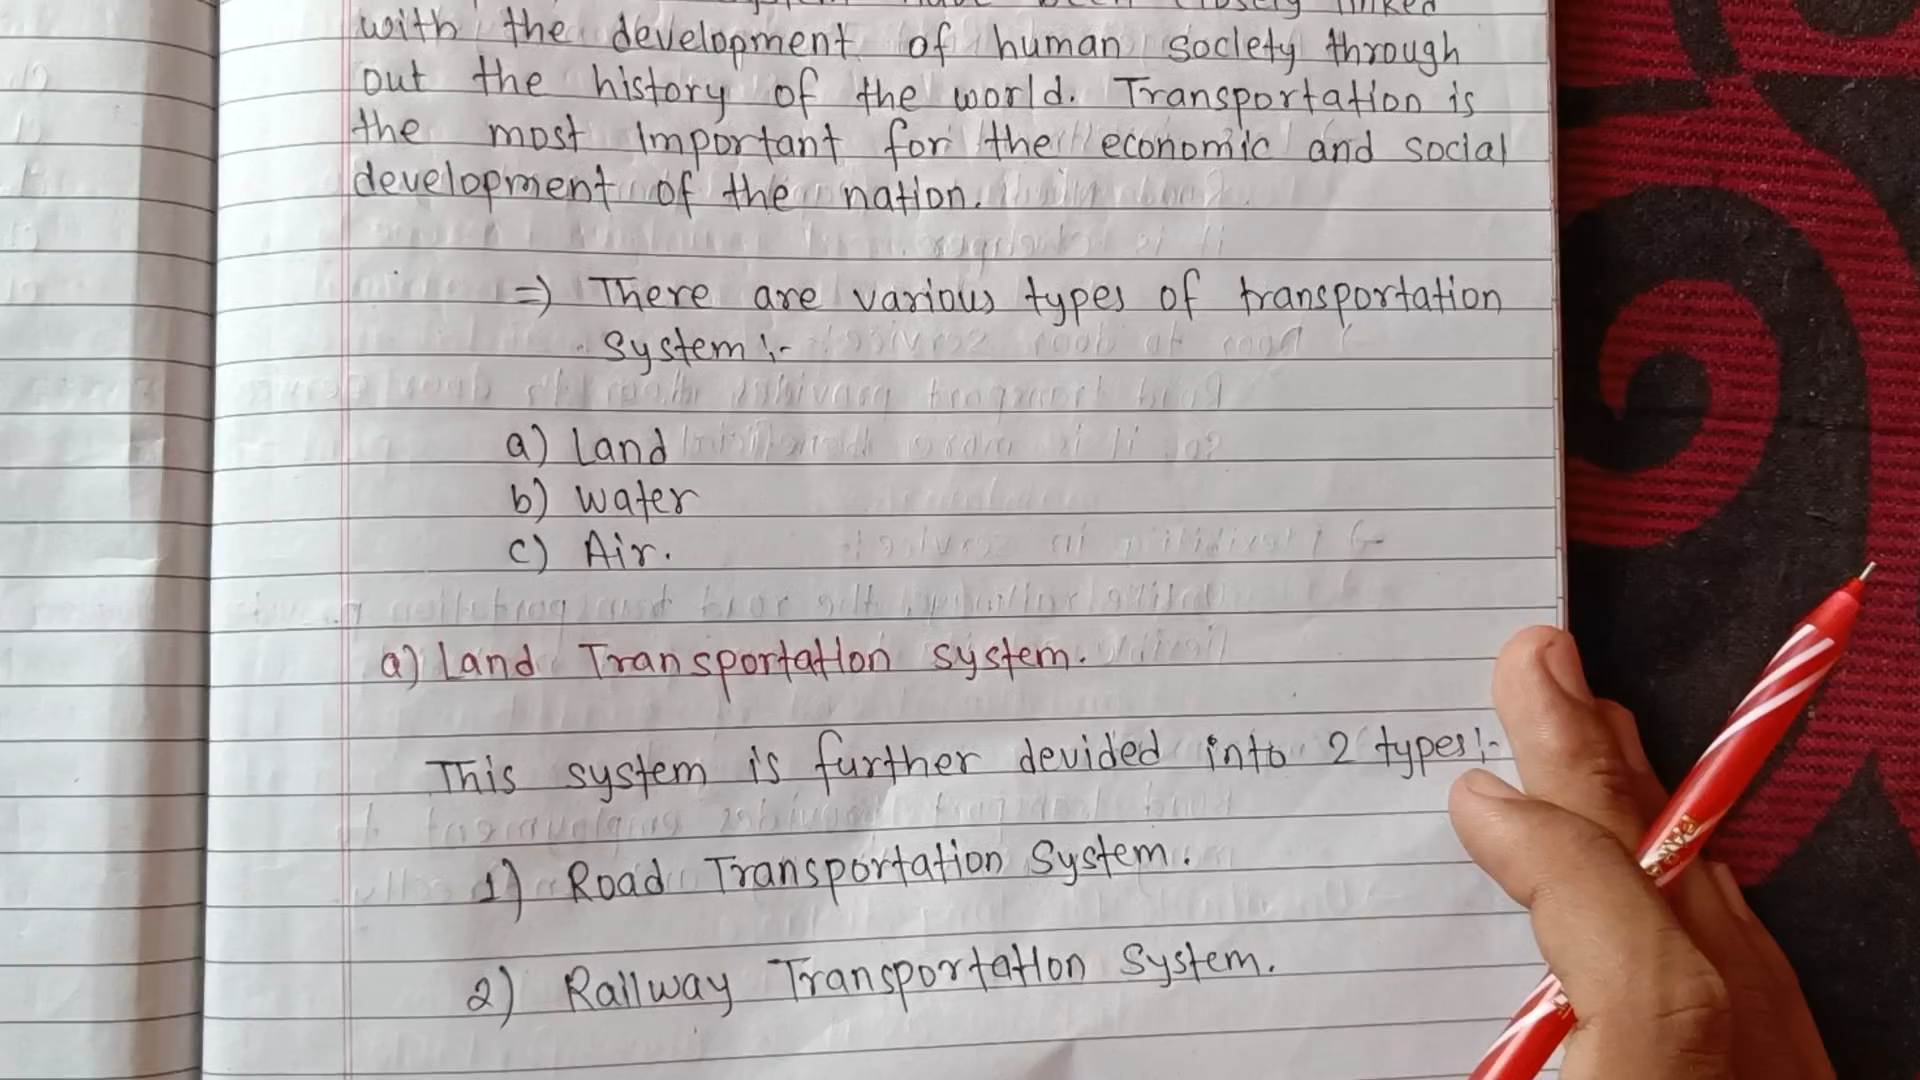 closely linked
with the development of human society through
out the history of the world. Transportation is
the most important for the economic and social
development of the nation.
=> There are various types of transportation
system :-
a) Land
b) water
c) Air.
a) Land Transportation system.
This system is further devided into 2 types :-
1) Road Transportation System.
2) Railway Transportation System.